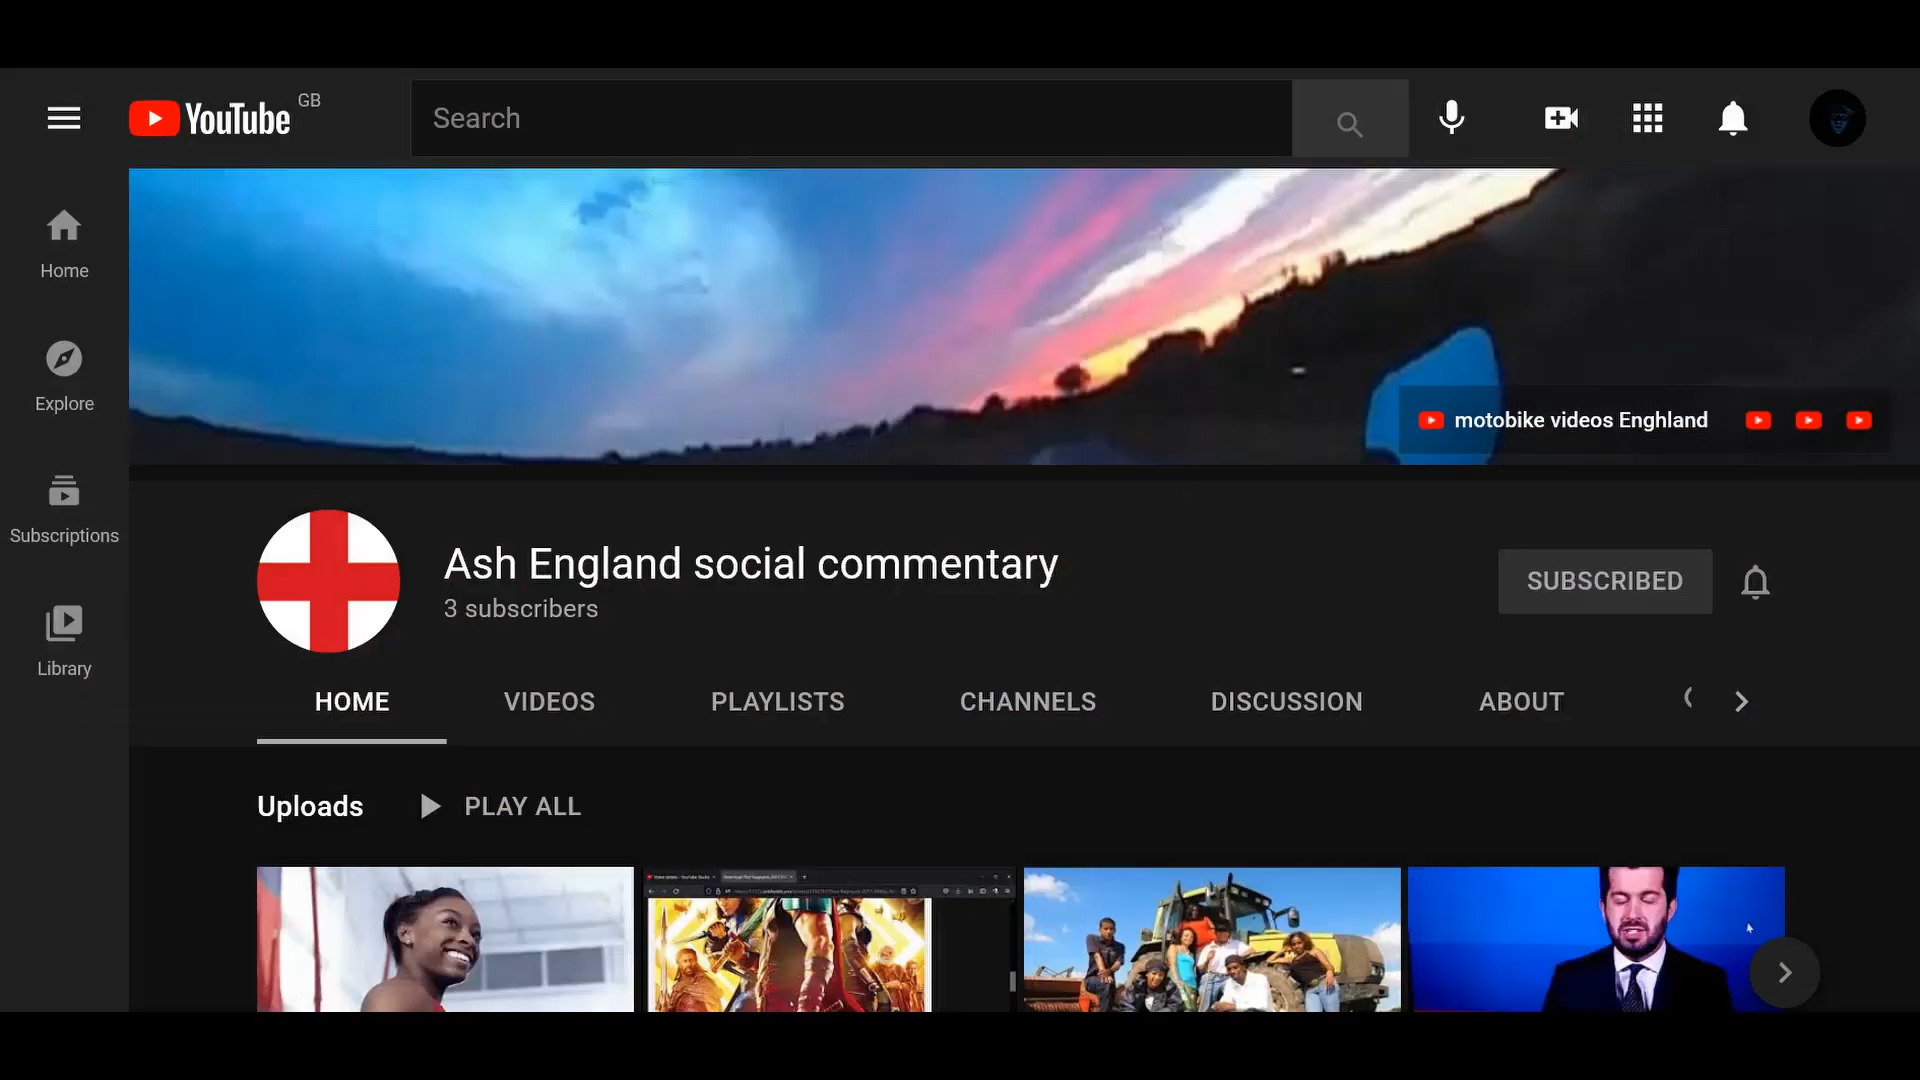 YouTube GB
Search
Home
Explore
Subscriptions
Library
motobike videos Enghland
Ash England social commentary
3 subscribers
SUBSCRIBED
HOME VIDEOS PLAYLISTS CHANNELS DISCUSSION ABOUT
Uploads PLAY ALL